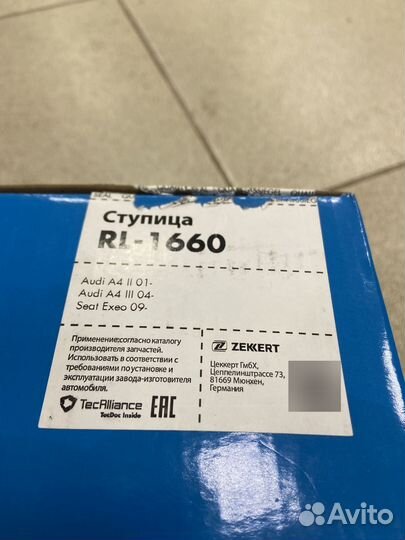 Ступица
RL-1660
Audi A4 II 01-
Audi A4 III 04-
Seat Exeo 09-
Применение:согласно каталогу
производителя запчастей.
Использовать в соответствии с
требованиями по установке и
эксплуатации завода-изготовителя
автомобиля.
TecAlliance
TecDoc Inside
EAC
ZEKKERT
Цеккерт ГмбХ,
Цеппелинштрассе 73,
81669 Мюнхен,
Германия
Avito